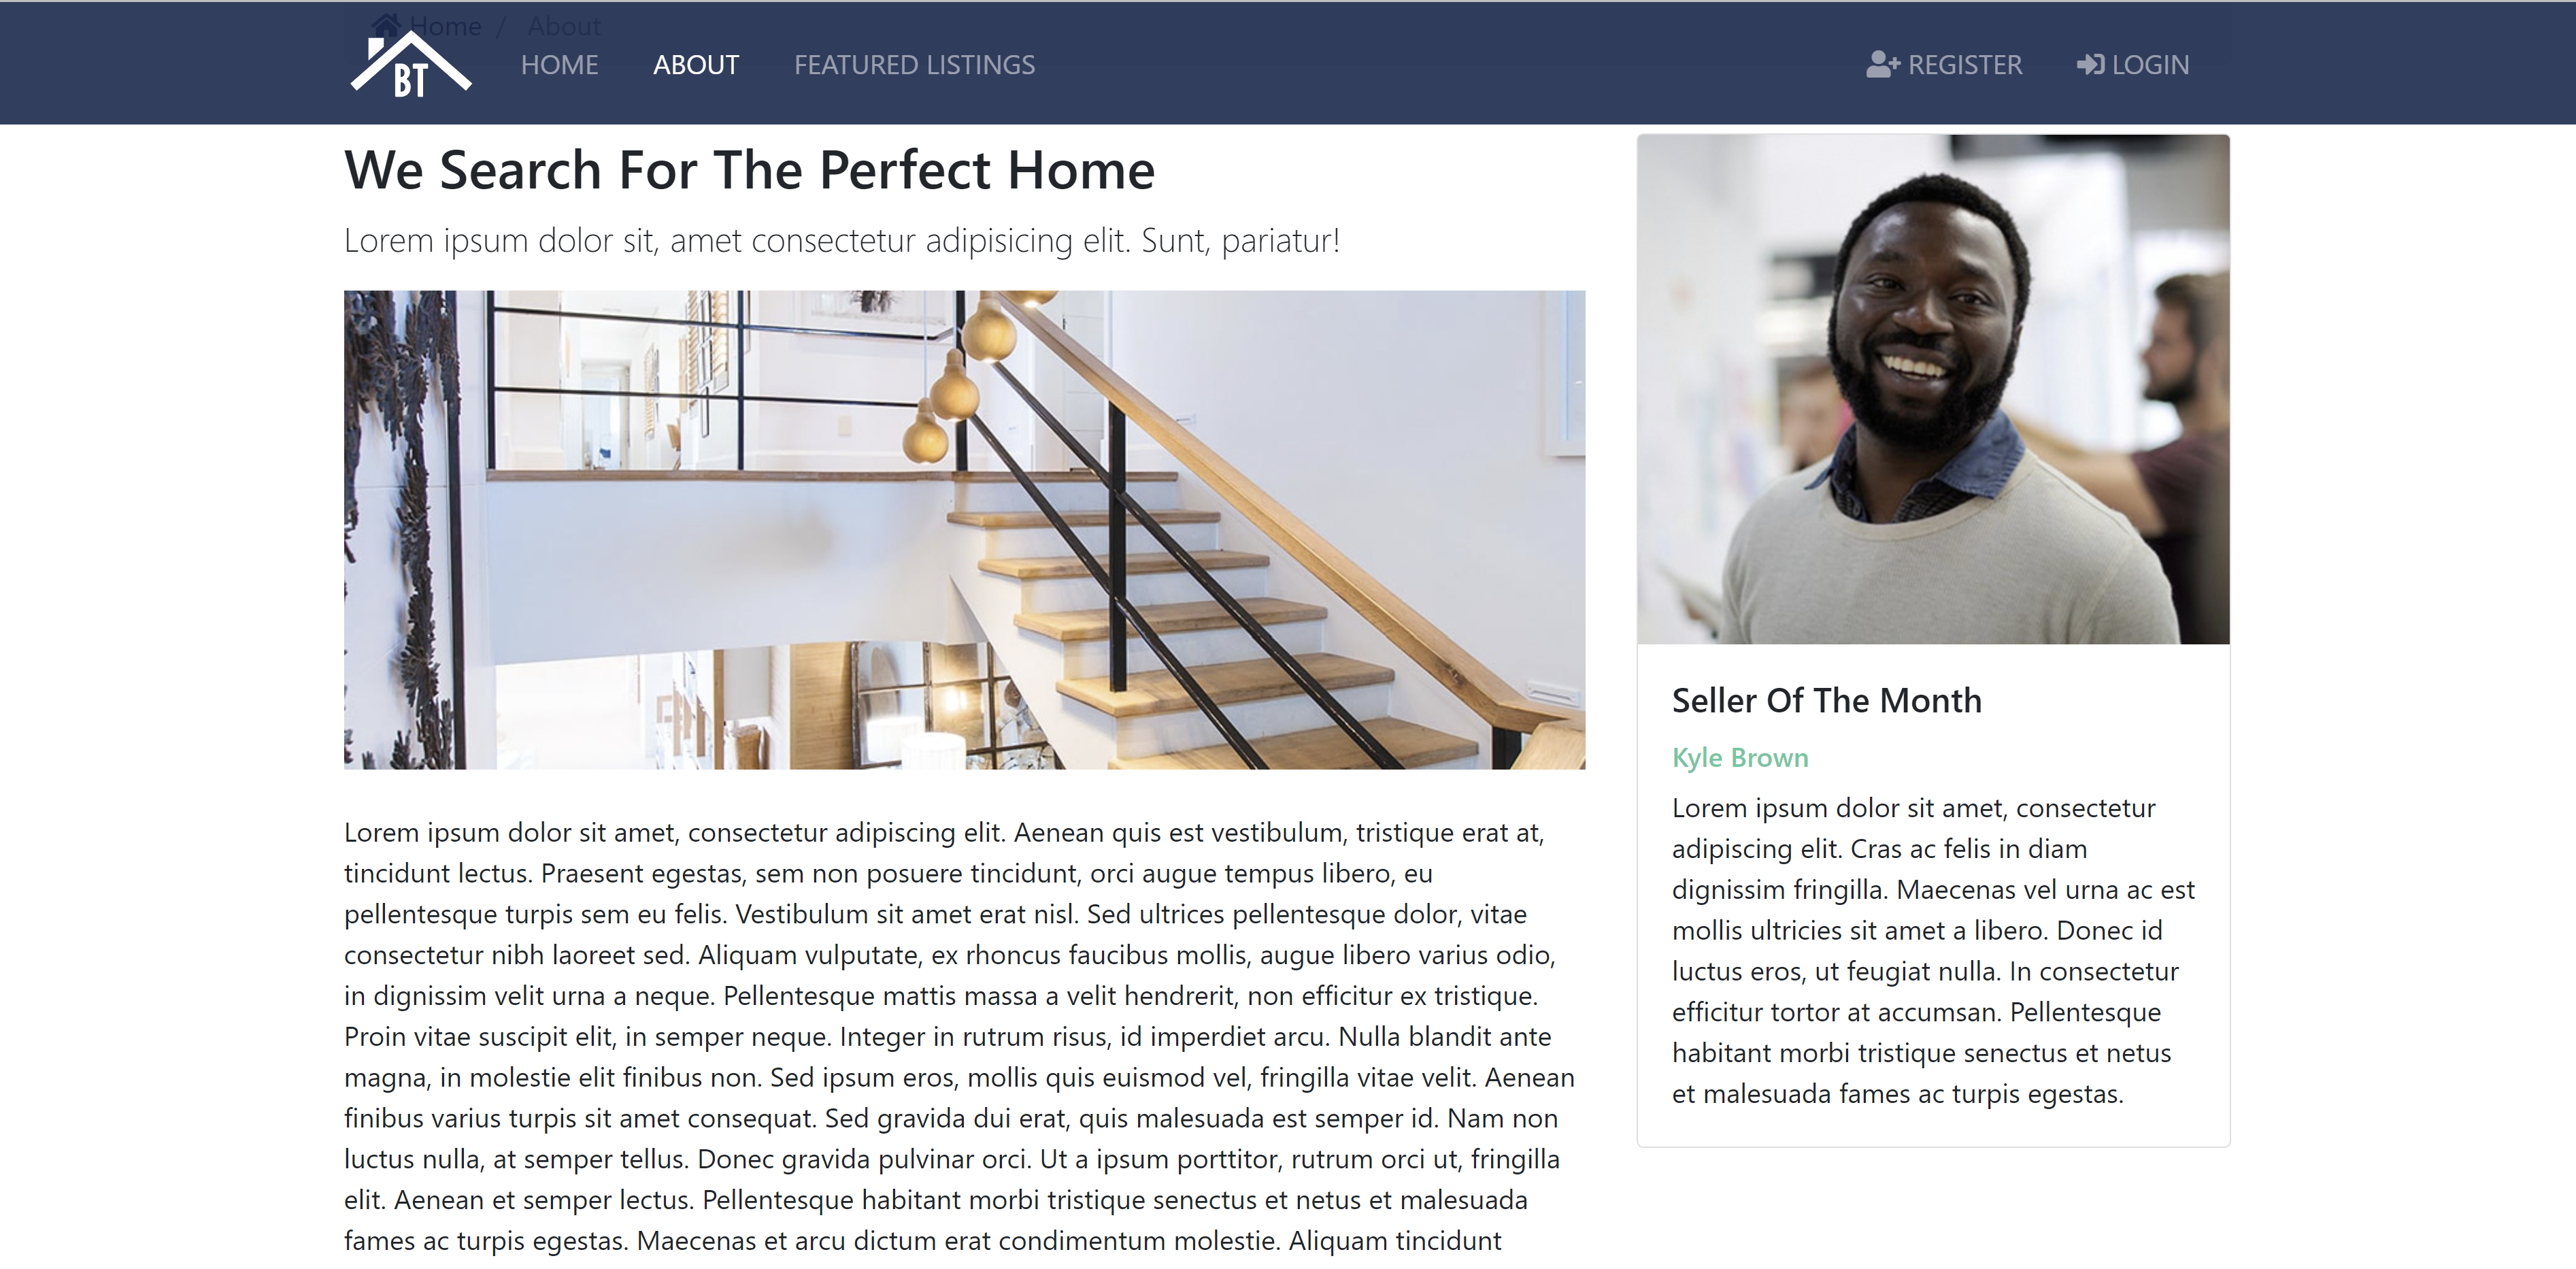 Home / About
BT
HOME ABOUT FEATURED LISTINGS REGISTER LOGIN
We Search For The Perfect Home
Lorem ipsum dolor sit, amet consectetur adipisicing elit. Sunt, pariatur!
Lorem ipsum dolor sit amet, consectetur adipiscing elit. Aenean quis est vestibulum, tristique erat at,
tincidunt lectus. Praesent egestas, sem non posuere tincidunt, orci augue tempus libero, eu
pellentesque turpis sem eu felis. Vestibulum sit amet erat nisl. Sed ultrices pellentesque dolor, vitae
consectetur nibh laoreet sed. Aliquam vulputate, ex rhoncus faucibus mollis, augue libero varius odio,
in dignissim velit urna a neque. Pellentesque mattis massa a velit hendrerit, non efficitur ex tristique.
Proin vitae suscipit elit, in semper neque. Integer in rutrum risus, id imperdiet arcu. Nulla blandit ante
magna, in molestie elit finibus non. Sed ipsum eros, mollis quis euismod vel, fringilla vitae velit. Aenean
finibus varius turpis sit amet consequat. Sed gravida dui erat, quis malesuada est semper id. Nam non
luctus nulla, at semper tellus. Donec gravida pulvinar orci. Ut a ipsum porttitor, rutrum orci ut, fringilla
elit. Aenean et semper lectus. Pellentesque habitant morbi tristique senectus et netus et malesuada
fames ac turpis egestas. Maecenas et arcu dictum erat condimentum molestie. Aliquam tincidunt
Seller Of The Month
Kyle Brown
Lorem ipsum dolor sit amet, consectetur
adipiscing elit. Cras ac felis in diam
dignissim fringilla. Maecenas vel urna ac est
mollis ultricies sit amet a libero. Donec id
luctus eros, ut feugiat nulla. In consectetur
efficitur tortor at accumsan. Pellentesque
habitant morbi tristique senectus et netus
et malesuada fames ac turpis egestas.